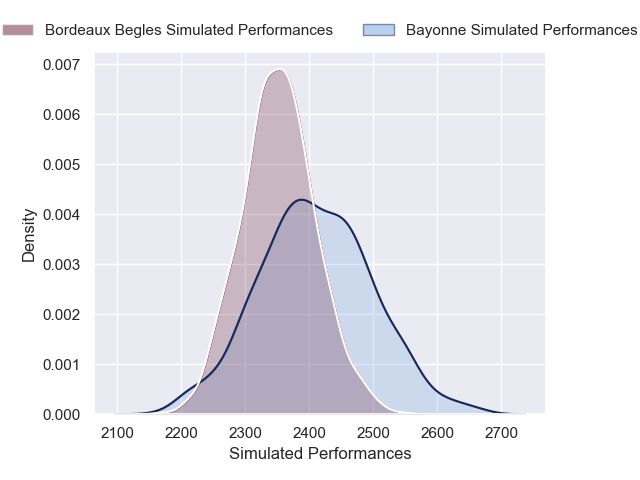 Bordeaux Begles Simulated Performances
Bayonne Simulated Performances
0.007
0.006
0.005
0.004
0.003
0.002
0.001
0.000
Density
2100 2200 2300 2400 2500 2600 2700
Simulated Performances